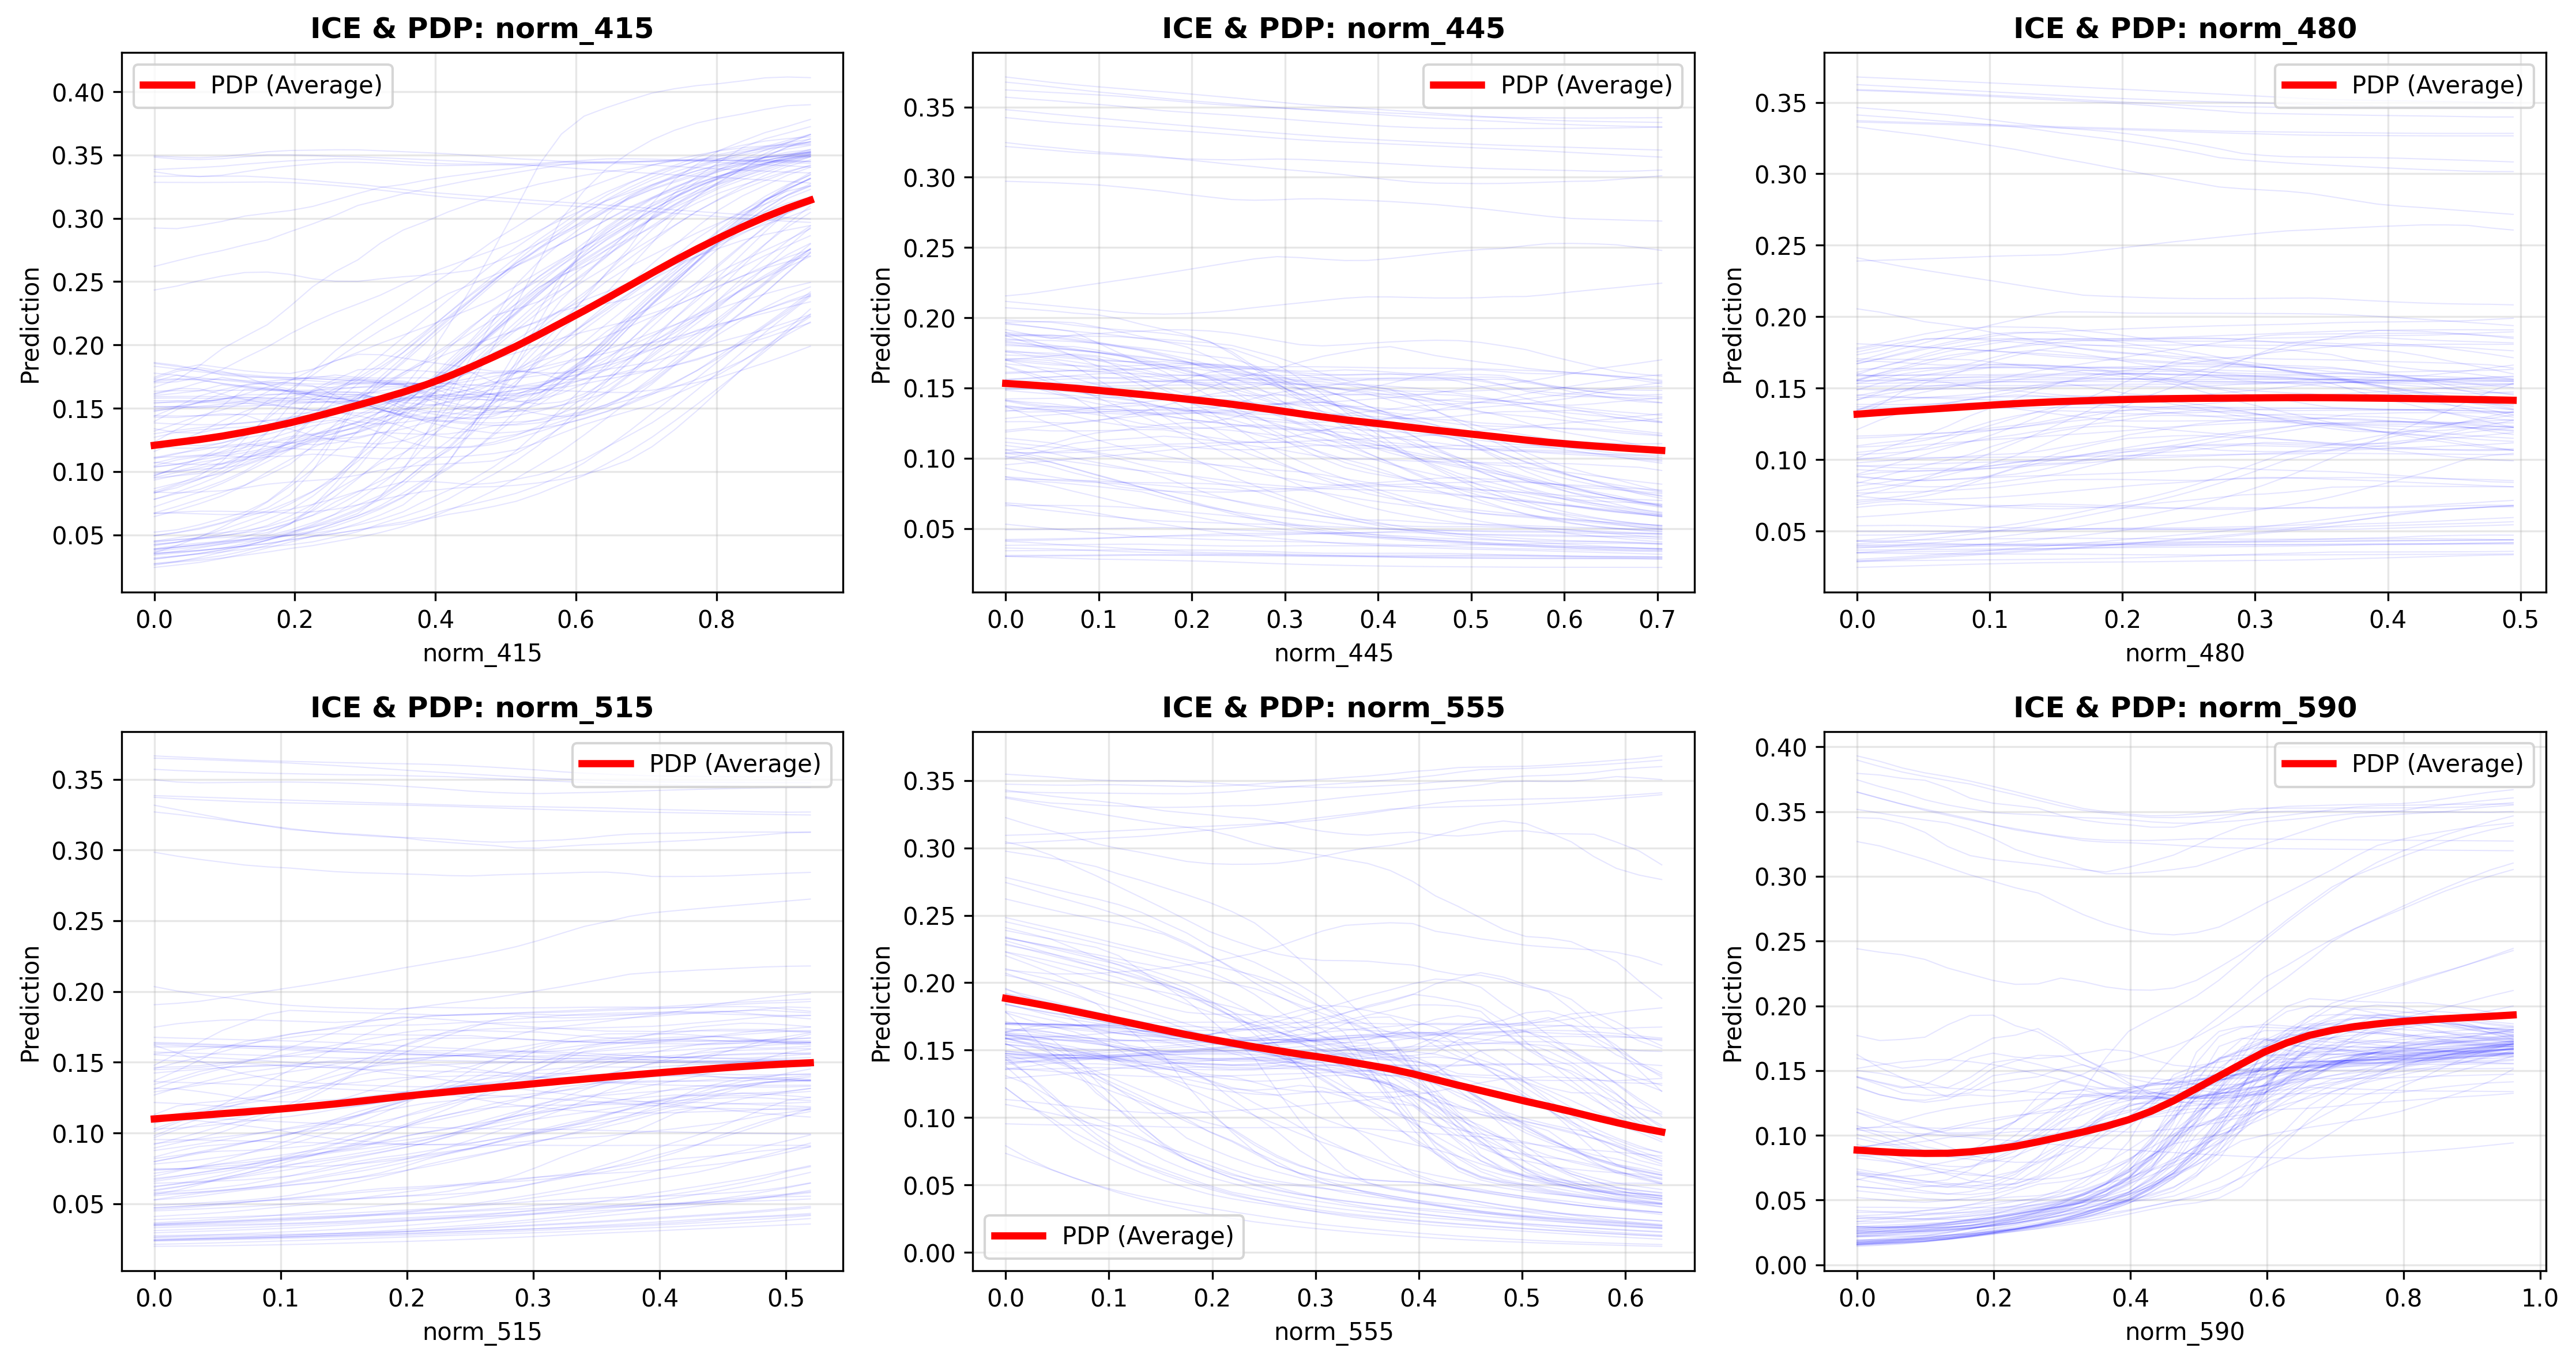 ICE & PDP: norm_415
PDP (Average)
Prediction
0.40
0.35
0.30
0.25
0.20
0.15
0.10
0.05
0.0 0.2 0.4 0.6 0.8
norm_415
ICE & PDP: norm_445
PDP (Average)
Prediction
0.35
0.30
0.25
0.20
0.15
0.10
0.05
0.0 0.1 0.2 0.3 0.4 0.5 0.6 0.7
norm_445
ICE & PDP: norm_480
PDP (Average)
Prediction
0.35
0.30
0.25
0.20
0.15
0.10
0.05
0.0 0.1 0.2 0.3 0.4 0.5
norm_480
ICE & PDP: norm_515
PDP (Average)
Prediction
0.35
0.30
0.25
0.20
0.15
0.10
0.05
0.0 0.1 0.2 0.3 0.4 0.5
norm_515
ICE & PDP: norm_555
Prediction
0.35
0.30
0.25
0.20
0.15
0.10
0.05
0.00
PDP (Average)
0.0 0.1 0.2 0.3 0.4 0.5 0.6
norm_555
ICE & PDP: norm_590
PDP (Average)
Prediction
0.40
0.35
0.30
0.25
0.20
0.15
0.10
0.05
0.00
0.0 0.2 0.4 0.6 0.8 1.0
norm_590